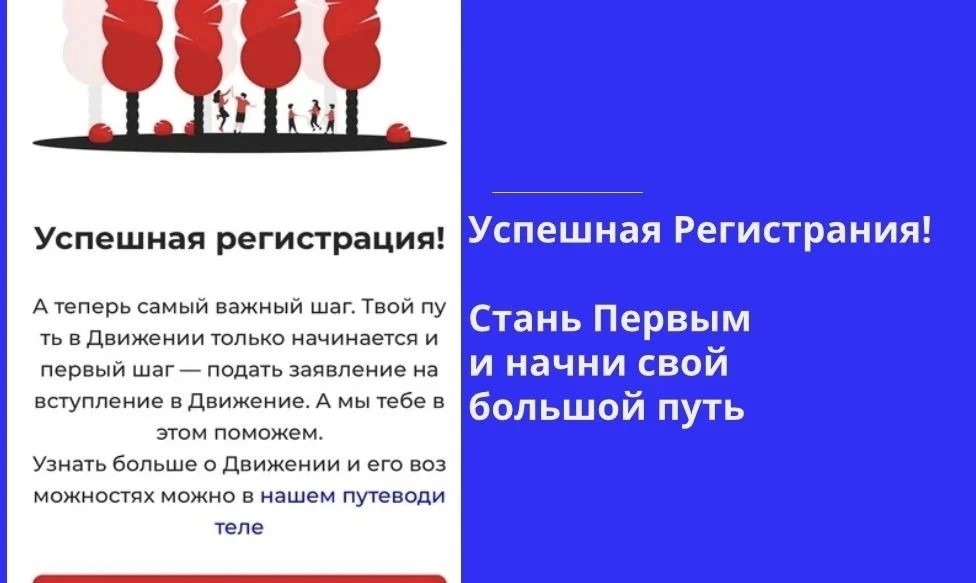 Успешная регистрация!
А теперь самый важный шаг. Твой пу
ть в Движении только начинается и
первый шаг — подать заявление на
вступление в Движение. А мы тебе в
этом поможем.
Узнать больше о Движении и его воз
можностях можно в нашем путеводи
теле
Успешная Регистрания!
Стань Первым
и начни свой
большой путь